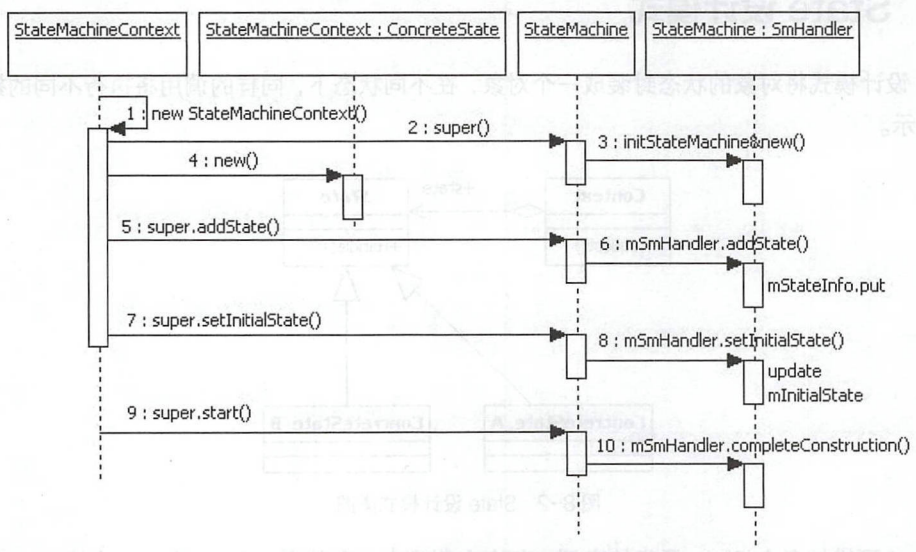 StateMachineContext
StateMachineContext : ConcreteState
StateMachine
StateMachine : SmHandler
1 : new StateMachineContext()
2 : super()
3 : initStateMachine&new()
4 : new()
5 : super.addState()
6 : mSmHandler.addState()
mStateInfo.put
7 : super.setInitialState()
8 : mSmHandler.setInitialState()
update
mInitialState
9 : super.start()
10 : mSmHandler.completeConstruction()